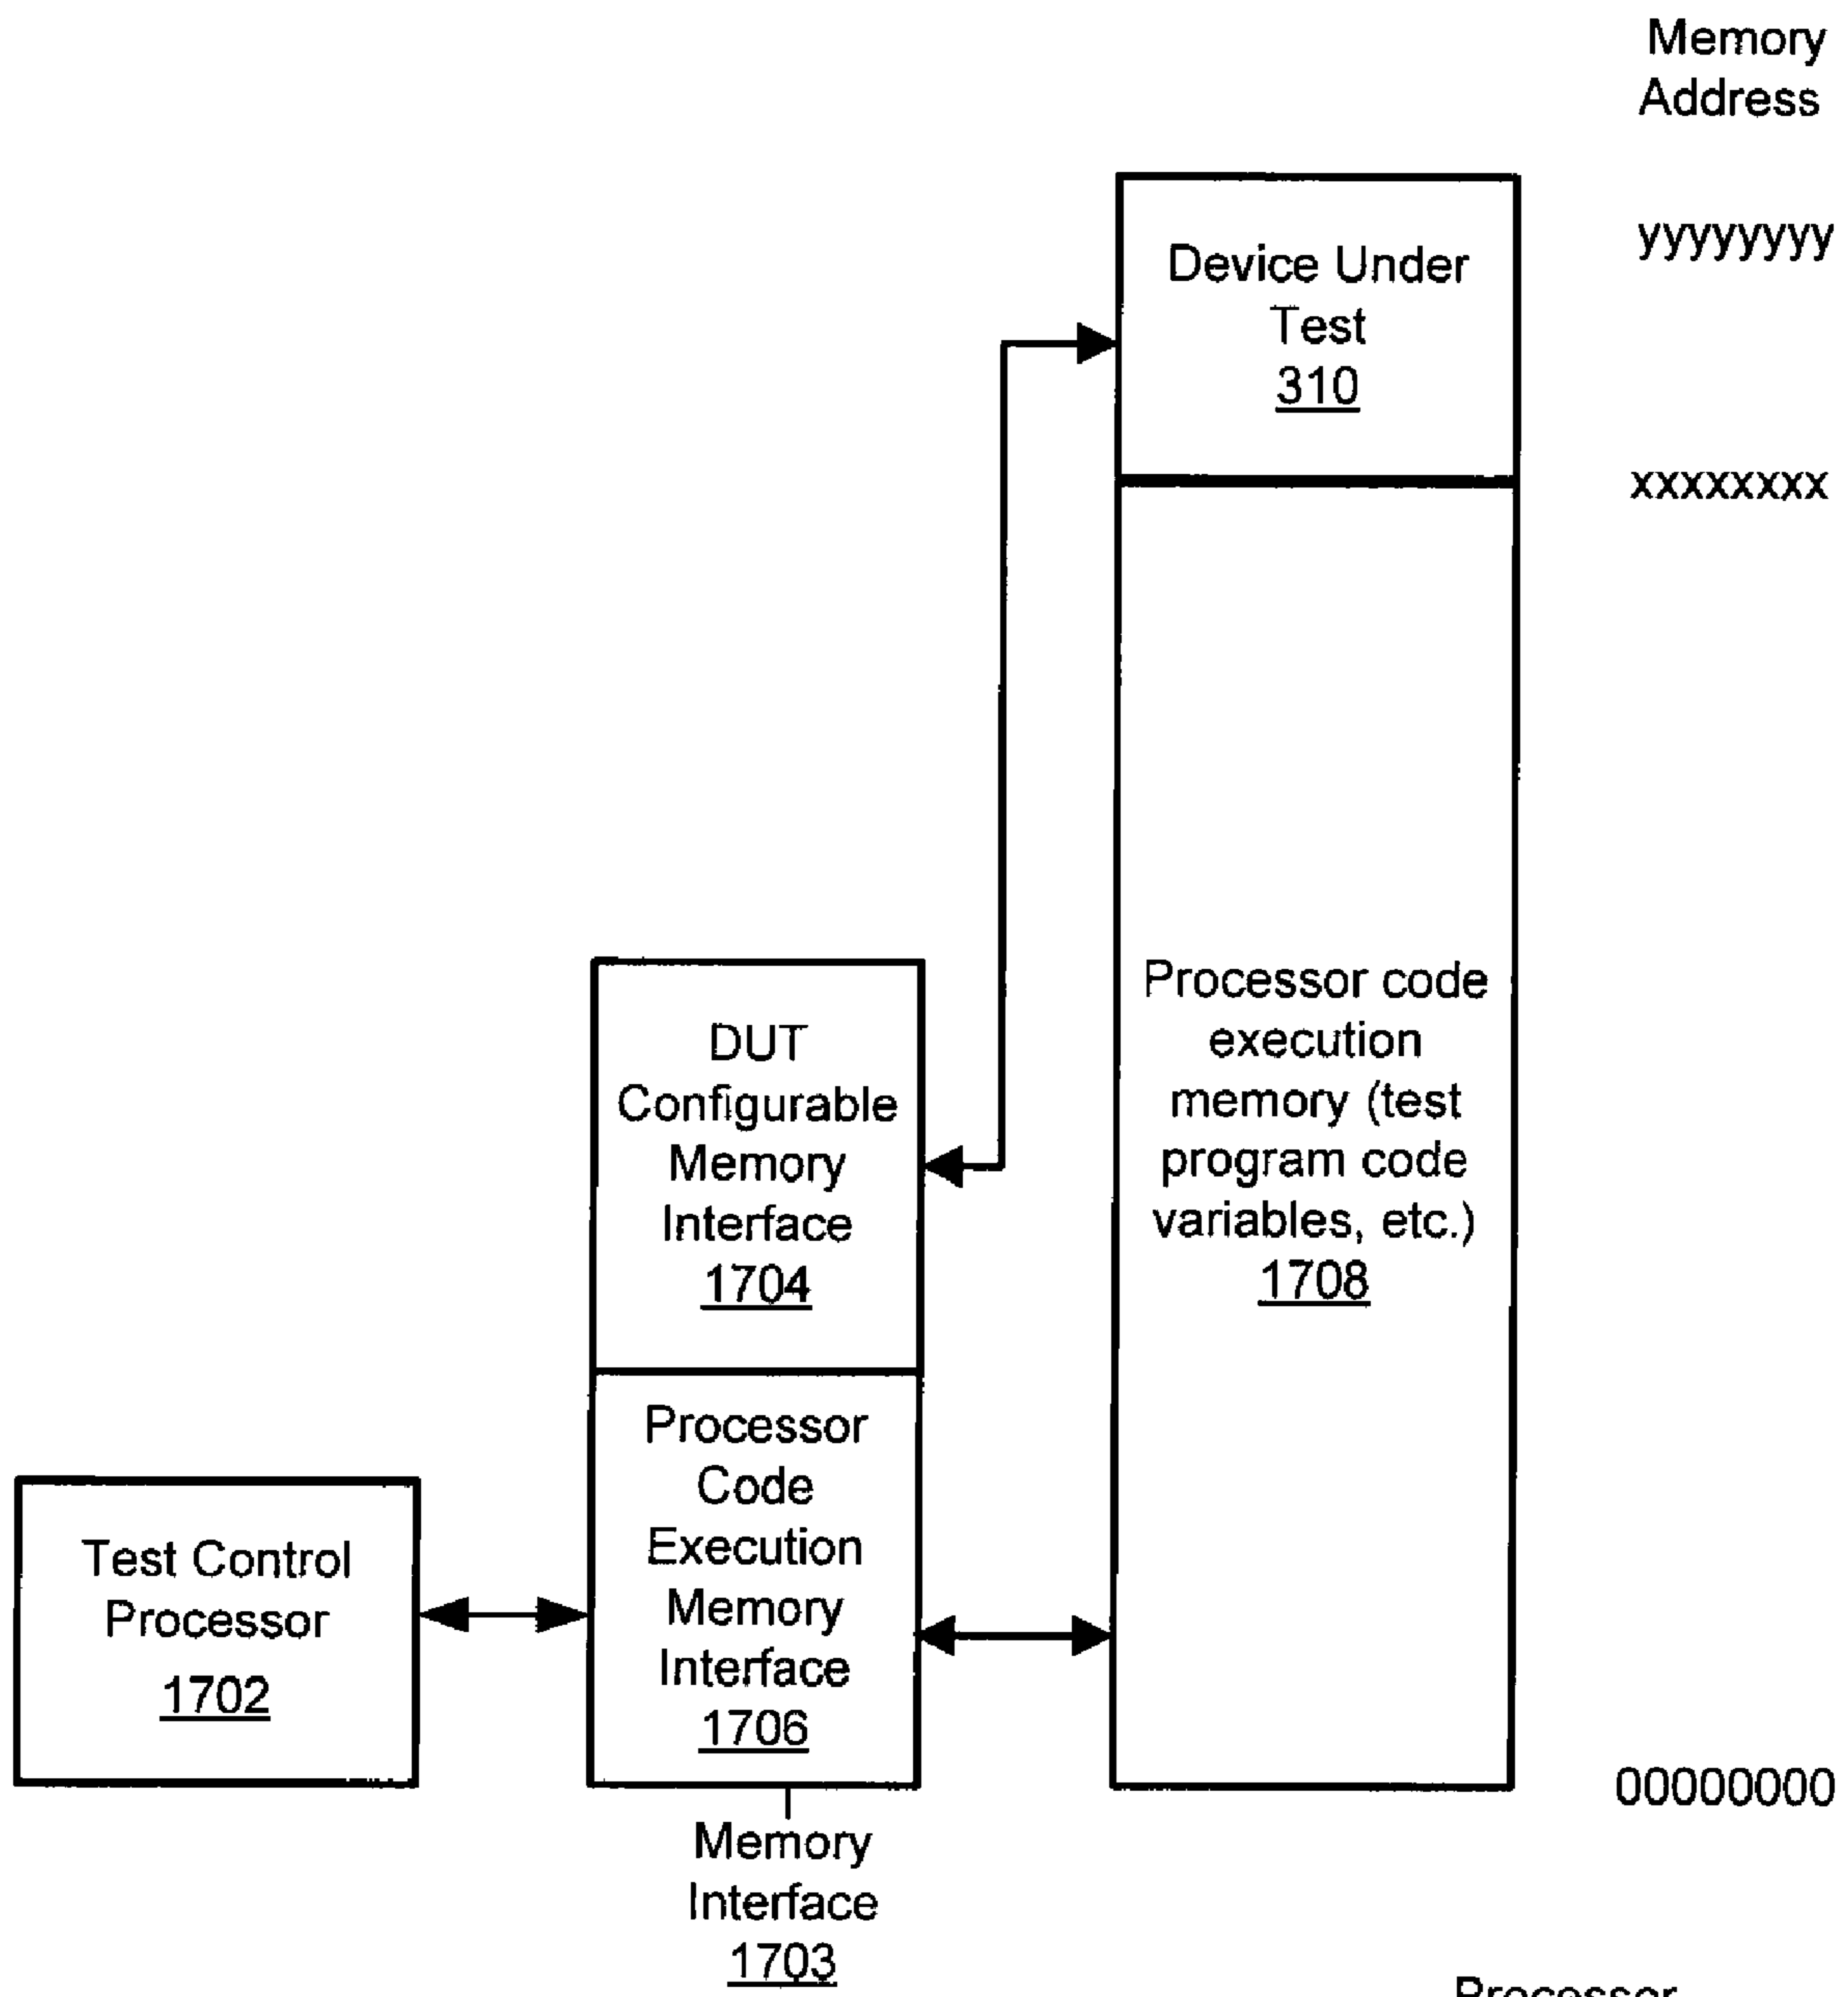 Memory
Address
yyyyyyyy
Device Under
Test
310
xxxxxxxx
Processor code
execution
memory (test
program code
variables, etc.)
1708
DUT
Configurable
Memory
Interface
1704
Processor
Code
Execution
Memory
Interface
1706
Test Control
Processor
1702
00000000
Memory
Interface
1703
Processor